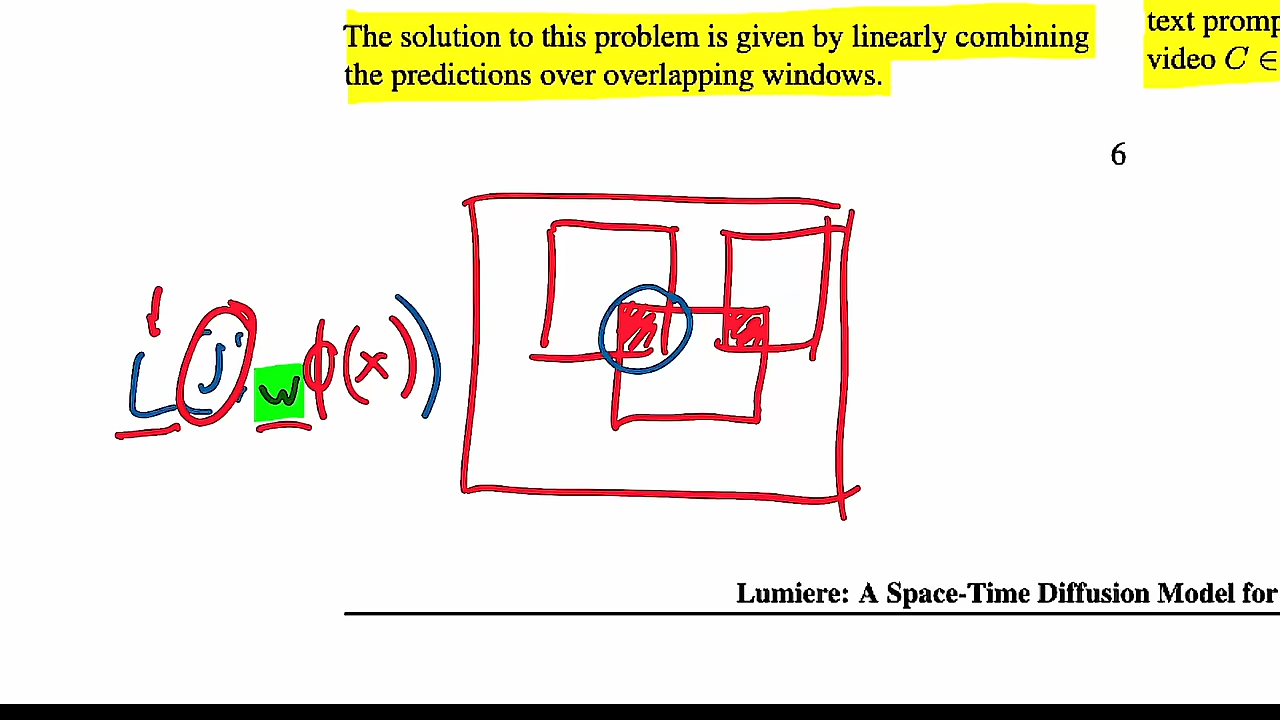 The solution to this problem is given by linearly combining
the predictions over overlapping windows.
text promp
video C ∈
6
w ϕ(x))
Lumiere: A Space-Time Diffusion Model for